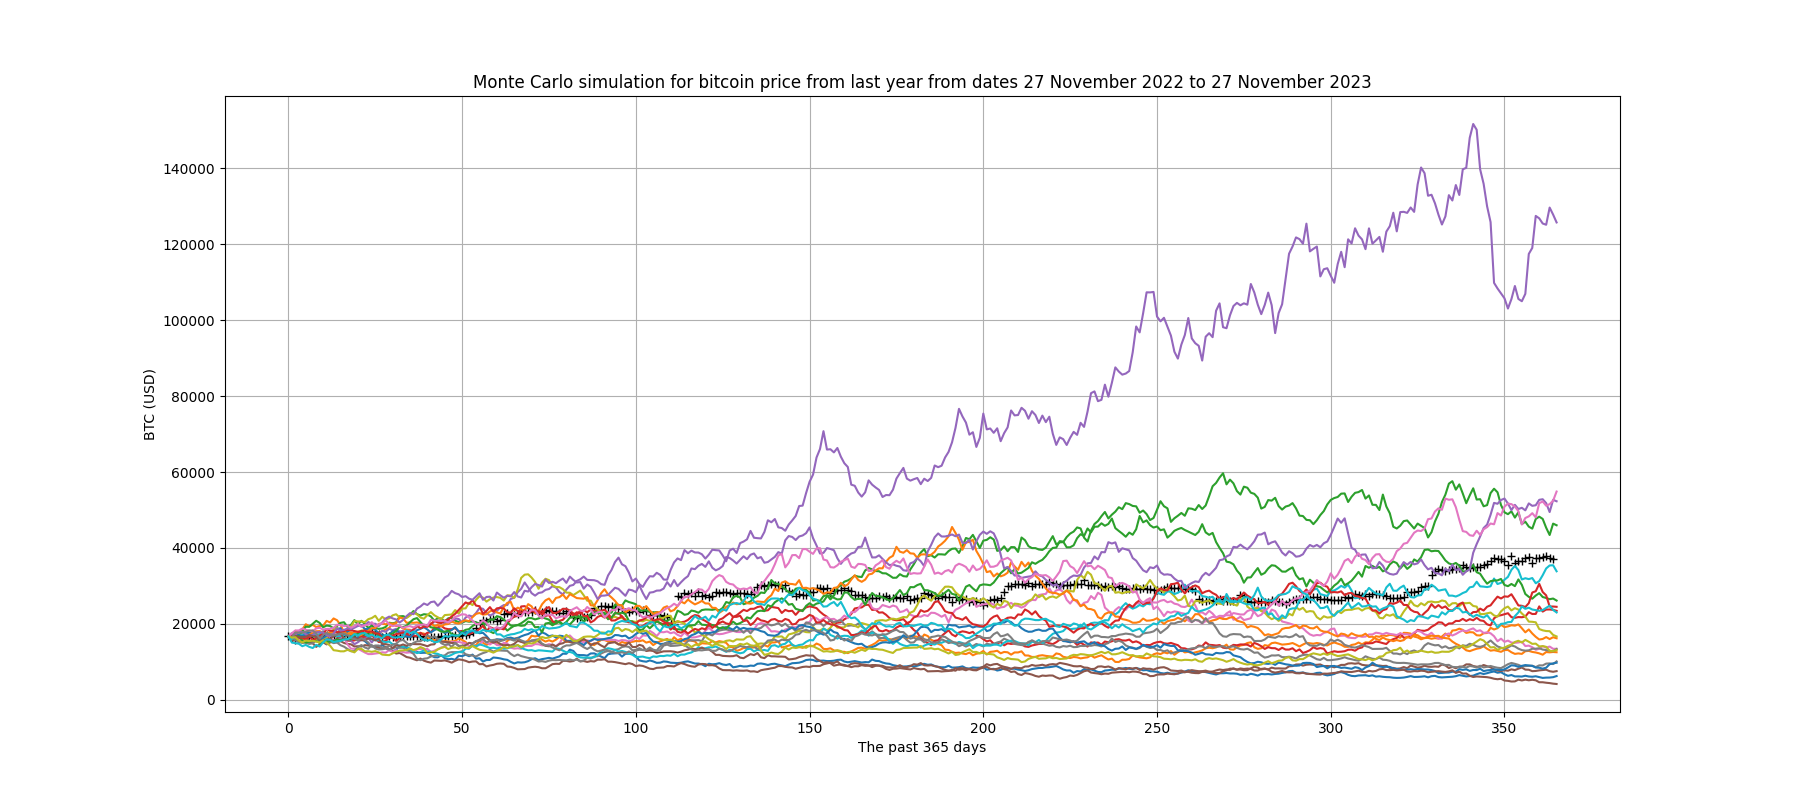 Monte Carlo simulation for bitcoin price from last year from dates 27 November 2022 to 27 November 2023
140000
120000
100000
80000
60000
40000
20000
0
BTC (USD)
0 50 100 150 200 250 300 350
The past 365 days